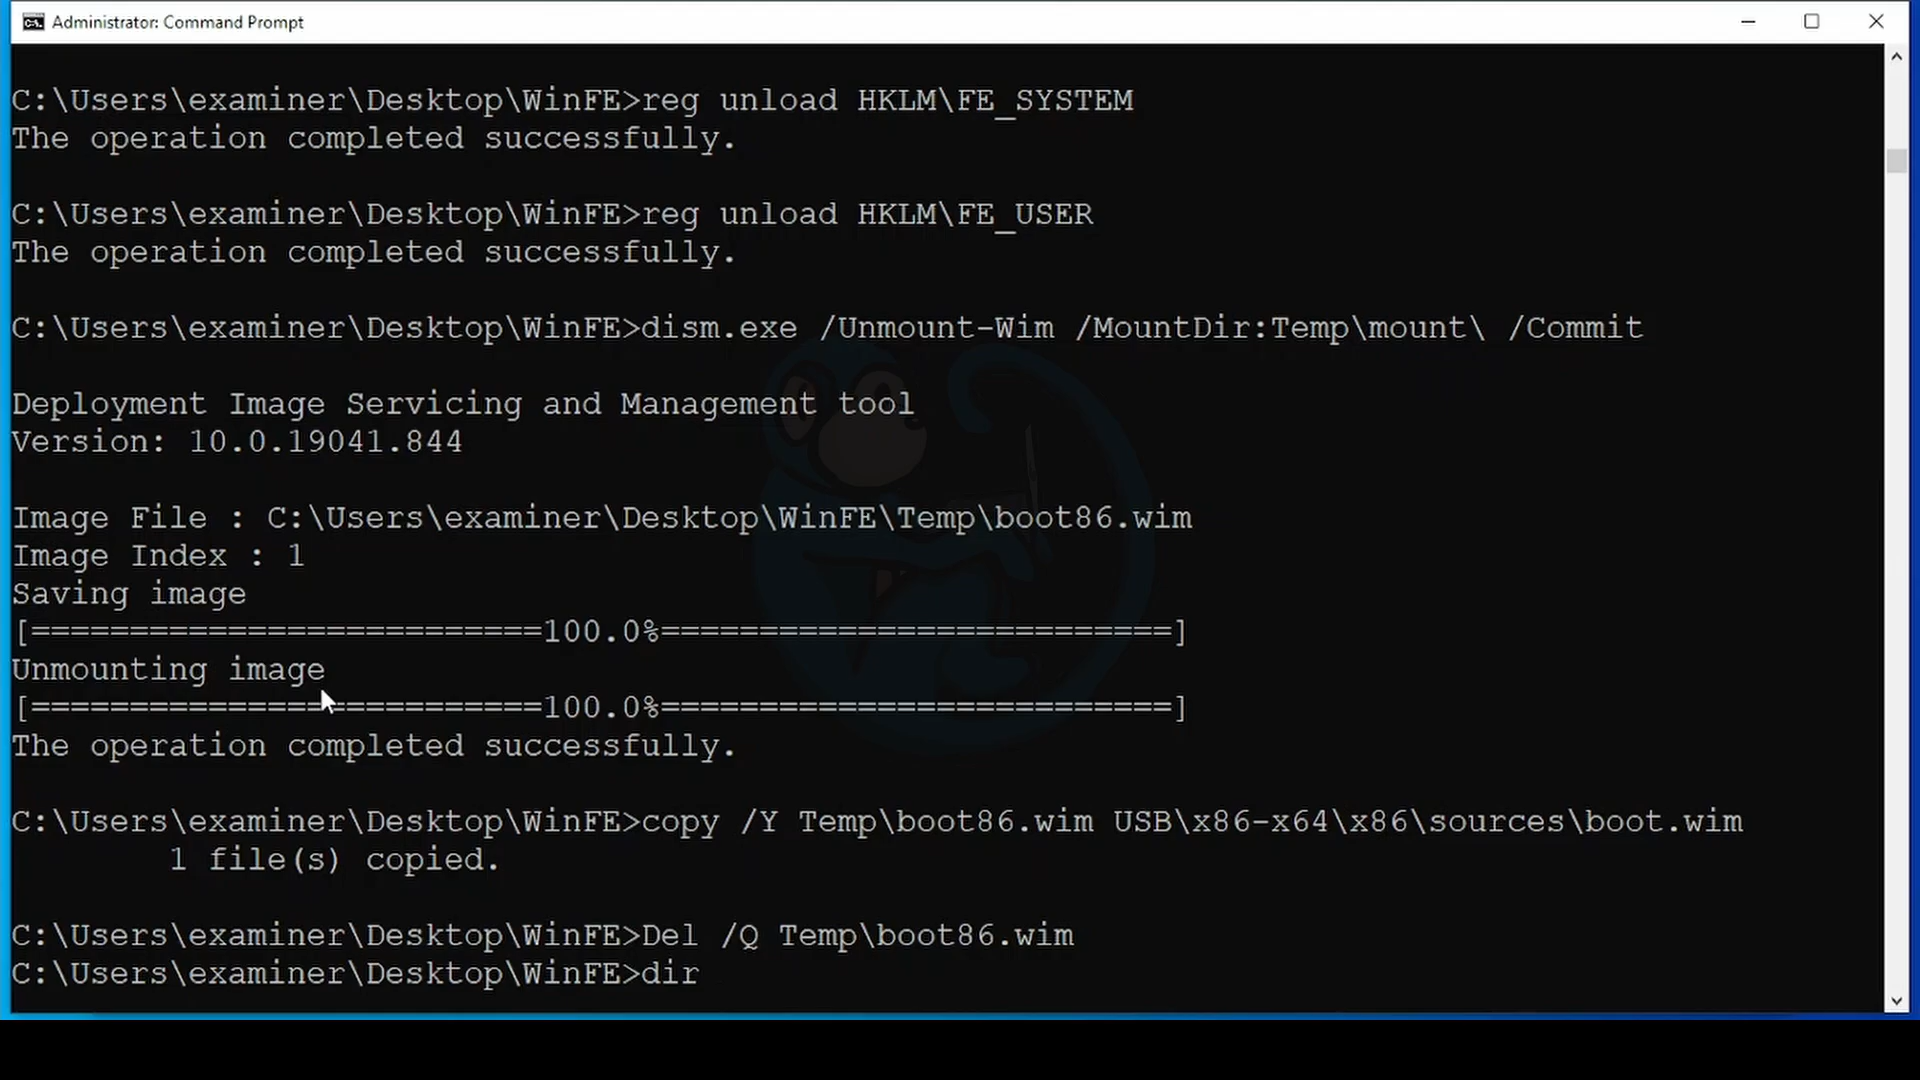 Administrator: Command Prompt
C:\Users\examiner\Desktop\WinFE>reg unload HKLM\FE_SYSTEM
The operation completed successfully.
C:\Users\examiner\Desktop\WinFE>reg unload HKLM\FE_USER
The operation completed successfully.
C:\Users\examiner\Desktop\WinFE>dism.exe /Unmount-Wim /MountDir:Temp\mount\ /Commit
Deployment Image Servicing and Management tool
Version: 10.0.19041.844
Image File : C:\Users\examiner\Desktop\WinFE\Temp\boot86.wim
Image Index : 1
Saving image
[==========================100.0%==========================]
Unmounting image
[==========================100.0%==========================]
The operation completed successfully.
C:\Users\examiner\Desktop\WinFE>copy /Y Temp\boot86.wim USB\x86-x64\x86\sources\boot.wim
        1 file(s) copied.
C:\Users\examiner\Desktop\WinFE>Del /Q Temp\boot86.wim
C:\Users\examiner\Desktop\WinFE>dir